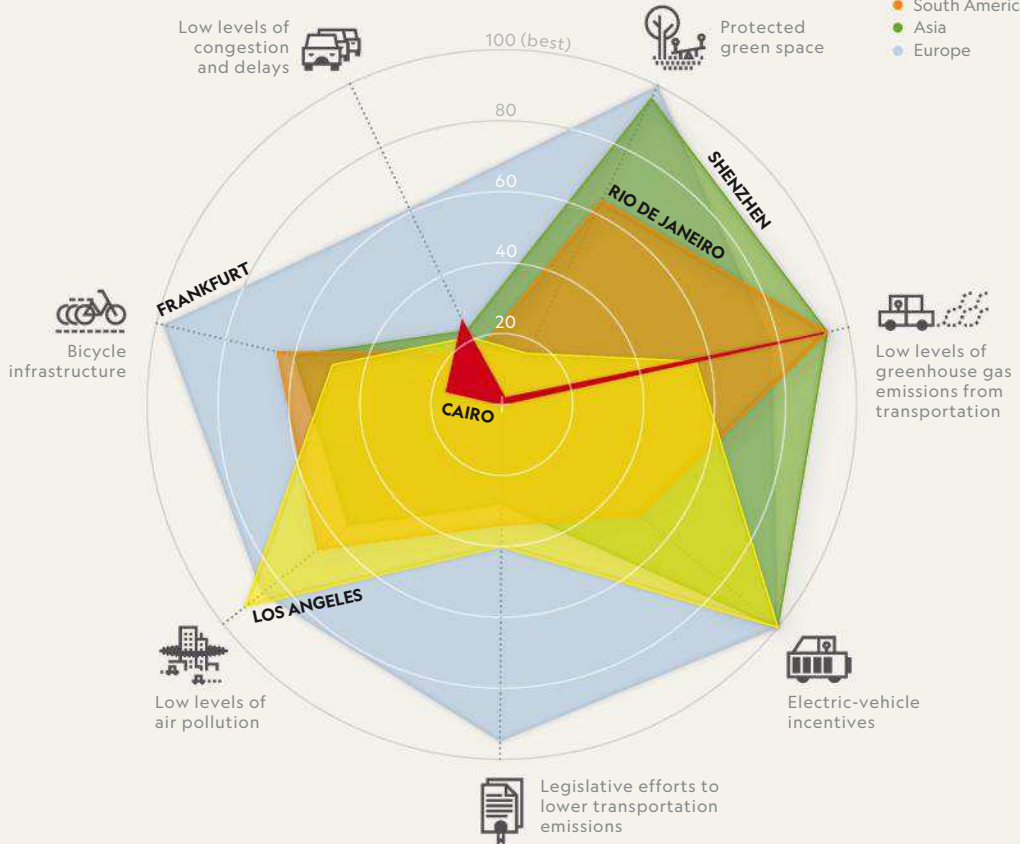 South Americ
Asia
Europe
Low levels of
congestion
and delays
100 (best)
80
60
40
20
Protected
green space
SHENZHEN
RIO DE JANEIRO
FRANKFURT
Bicycle
infrastructure
Low levels of
greenhouse gas
emissions from
transportation
CAIRO
LOS ANGELES
Low levels of
air pollution
Electric-vehicle
incentives
Legislative efforts to
lower transportation
emissions